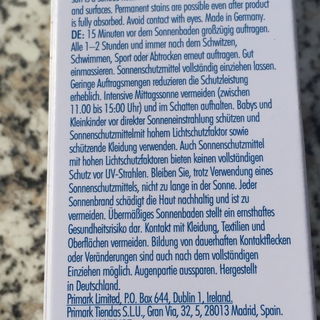 and surfaces. Permanent stains are possible even after product
is fully absorbed. Avoid contact with eyes. Made in Germany.
DE: 15 Minuten vor dem Sonnenbaden großzügig auftragen.
Alle 1–2 Stunden und immer nach dem Schwitzen,
Schwimmen, Sport oder Abtrocken erneut auftragen. Gut
einmassieren. Sonnenschutzmittel vollständig einziehen lassen.
Geringe Auftragsmengen reduzieren die Schutzleistung
erheblich. Intensive Mittagssonne vermeiden (zwischen
11.00 bis 15:00 Uhr) und im Schatten aufhalten. Babys und
Kleinkinder vor direkter Sonneneinstrahlung schützen und
Sonnenschutzmittelmit hohem Lichtschutzfaktor sowie
schützende Kleidung verwenden. Auch Sonnenschutzmittel
mit hohen Lichtschutzfaktoren bieten keinen vollständigen
Schutz vor UV-Strahlen. Bleiben Sie, trotz Verwendung eines
Sonnenschutzmittels, nicht zu lange in der Sonne. Jeder
Sonnenbrand schädigt die Haut nachhaltig und ist zu
vermeiden. Übermäßiges Sonnenbaden stellt ein ernsthaftes
Gesundheitsrisiko dar. Kontakt mit Kleidung, Textilien und
Oberflächen vermeiden. Bildung von dauerhaften Kontaktflecken
oder Veränderungen sind auch nach dem vollständigen
Einziehen möglich. Augenpartie aussparen. Hergestellt
in Deutschland.
Primark Limited, P.O. Box 644, Dublin 1, Ireland.
Primark Tiendas S.L.U., Gran Vía, 32, 5, 28013 Madrid, Spain.